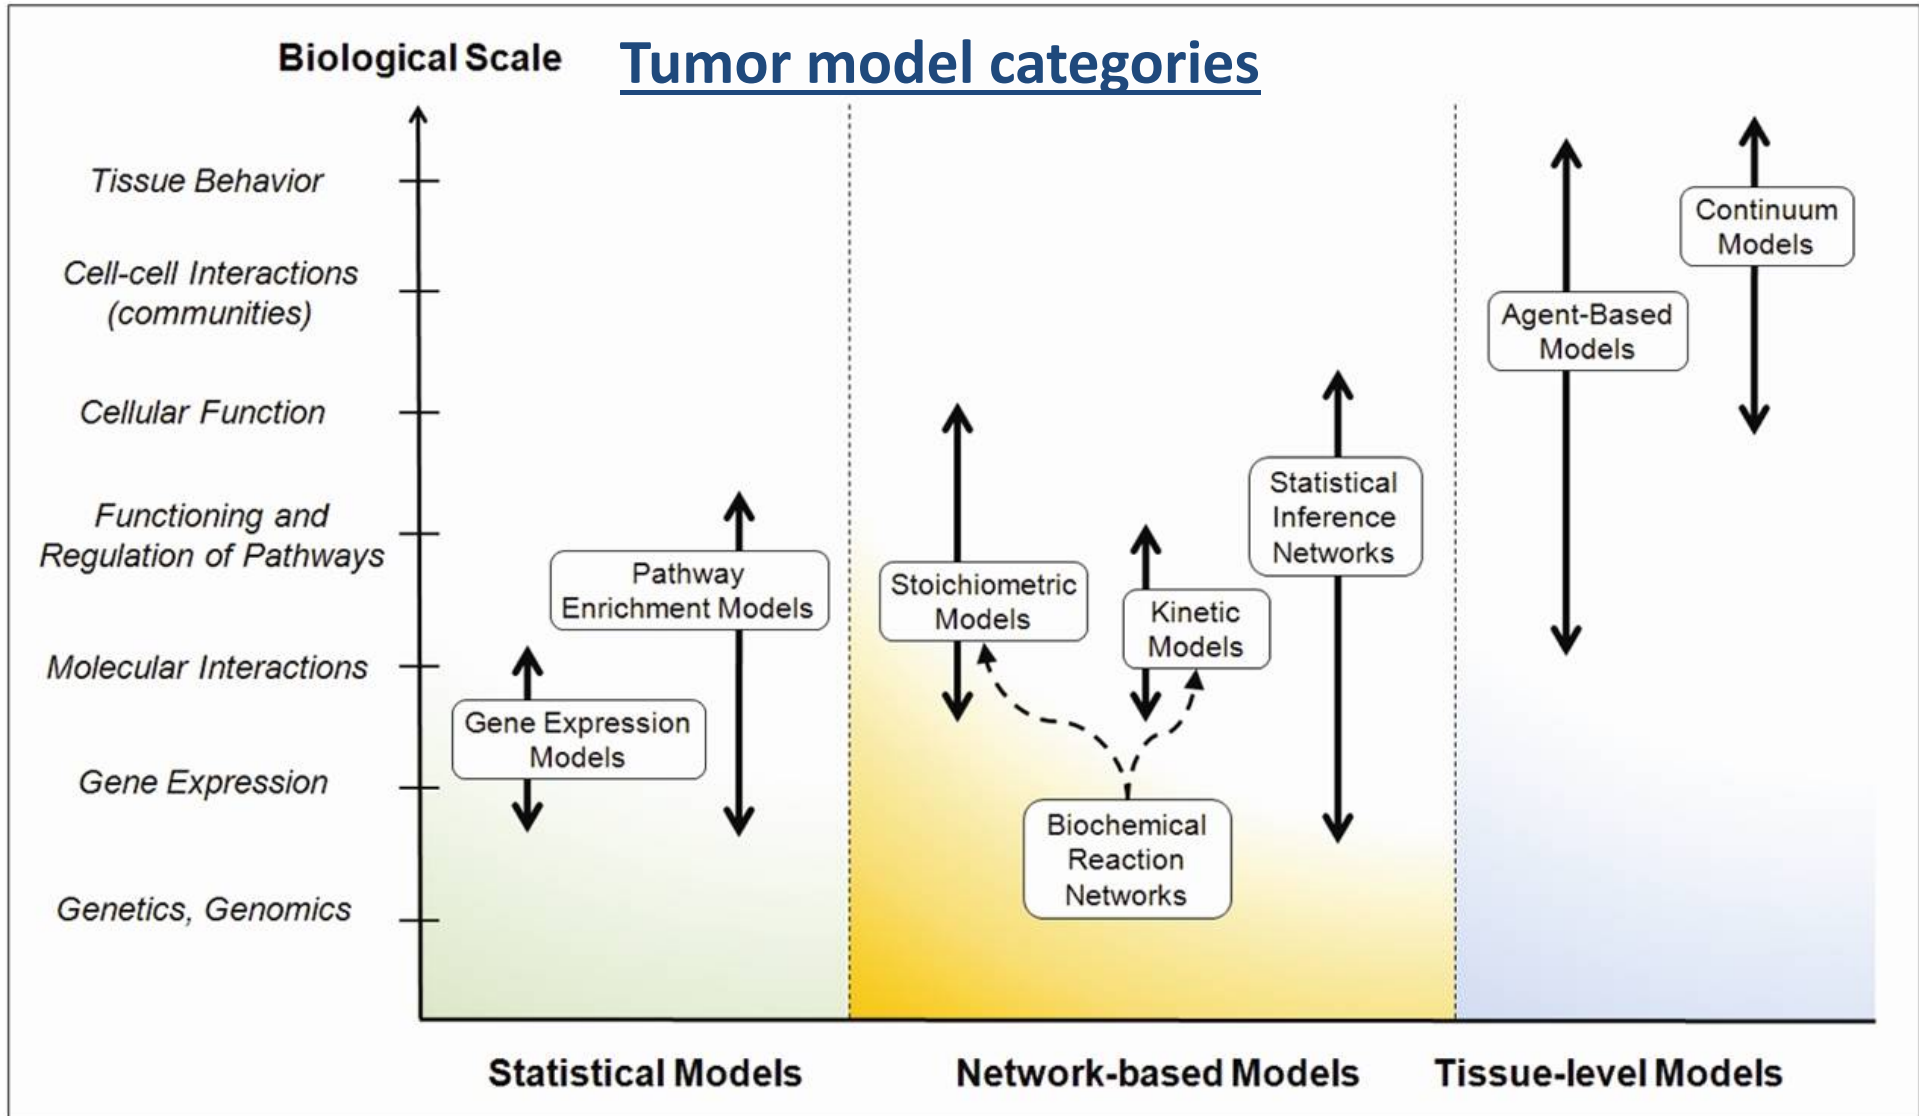 Biological Scale
Tumor model categories
Tissue Behavior
Cell-cell Interactions
(communities)
Cellular Function
Functioning and
Regulation of Pathways
Molecular Interactions
Gene Expression
Genetics, Genomics
Gene Expression
Models
Pathway
Enrichment Models
Stoichiometric
Models
Kinetic
Models
Biochemical
Reaction
Networks
Statistical
Inference
Networks
Agent-Based
Models
Continuum
Models
Statistical Models
Network-based Models
Tissue-level Models